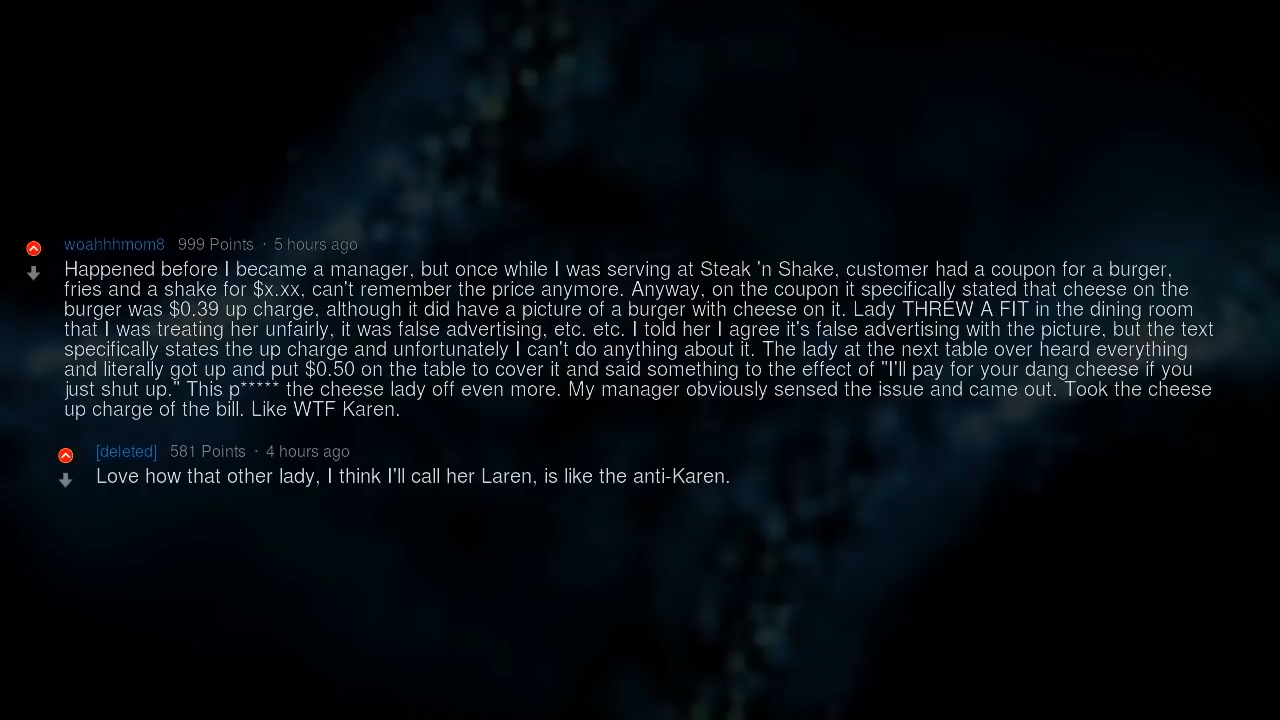 woahhhmom8 999 Points · 5 hours ago
Happened before I became a manager, but once while I was serving at Steak 'n Shake, customer had a coupon for a burger,
fries and a shake for $x.xx, can't remember the price anymore. Anyway, on the coupon it specifically stated that cheese on the
burger was $0.39 up charge, although it did have a picture of a burger with cheese on it. Lady THREW A FIT in the dining room
that I was treating her unfairly, it was false advertising, etc. etc. I told her I agree it's false advertising with the picture, but the text
specifically states the up charge and unfortunately I can't do anything about it. The lady at the next table over heard everything
and literally got up and put $0.50 on the table to cover it and said something to the effect of "I'll pay for your dang cheese if you
just shut up." This p***** the cheese lady off even more. My manager obviously sensed the issue and came out. Took the cheese
up charge of the bill. Like WTF Karen.
[deleted] 581 Points · 4 hours ago
Love how that other lady, I think I'll call her Laren, is like the anti-Karen.